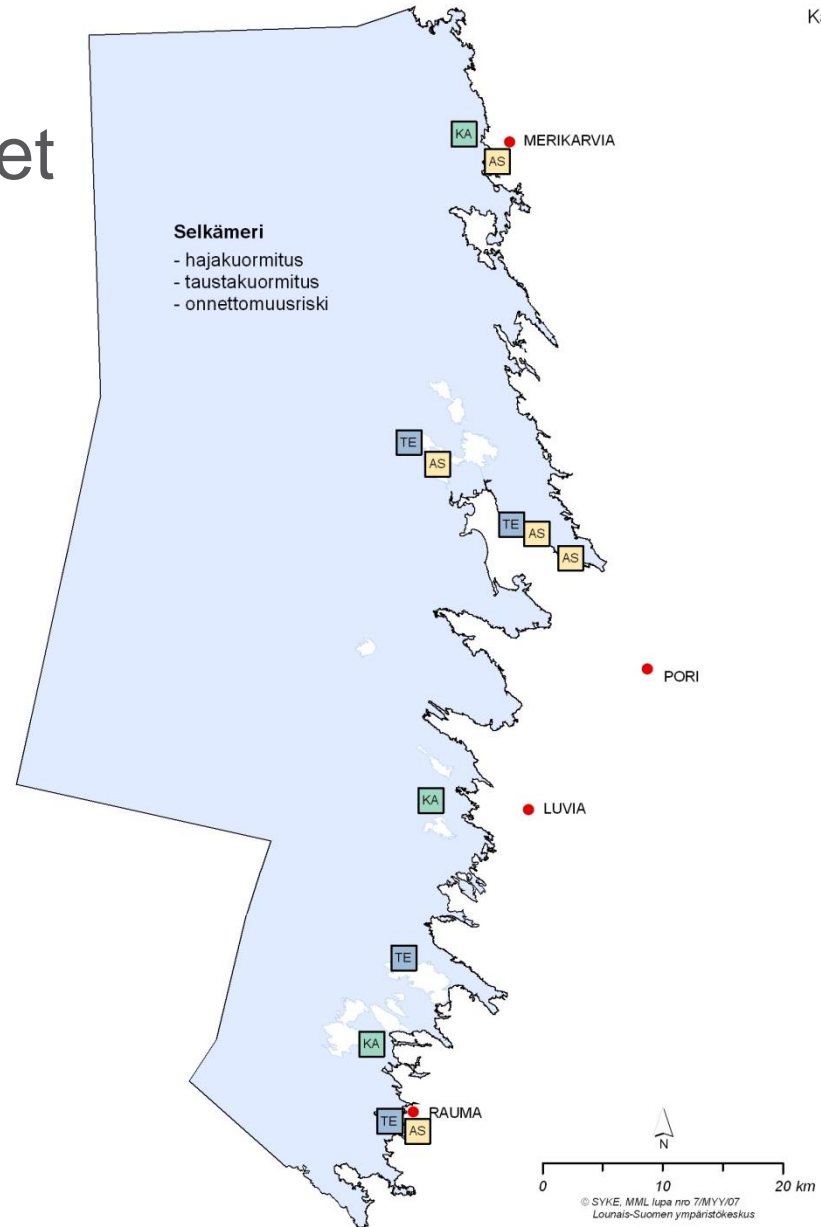 et
Selkämeri
- hajakuormitus
- taustakuormitus
- onnettomuusriski
KA
MERIKARVIA
AS
TE
AS
TE
AS
AS
PORI
KA
LUVIA
TE
KA
RAUMA
TE
AS
N
0 10 20 km
© SYKE, MML lupa nro 7/MYY/07
Lounais-Suomen ympäristökeskus